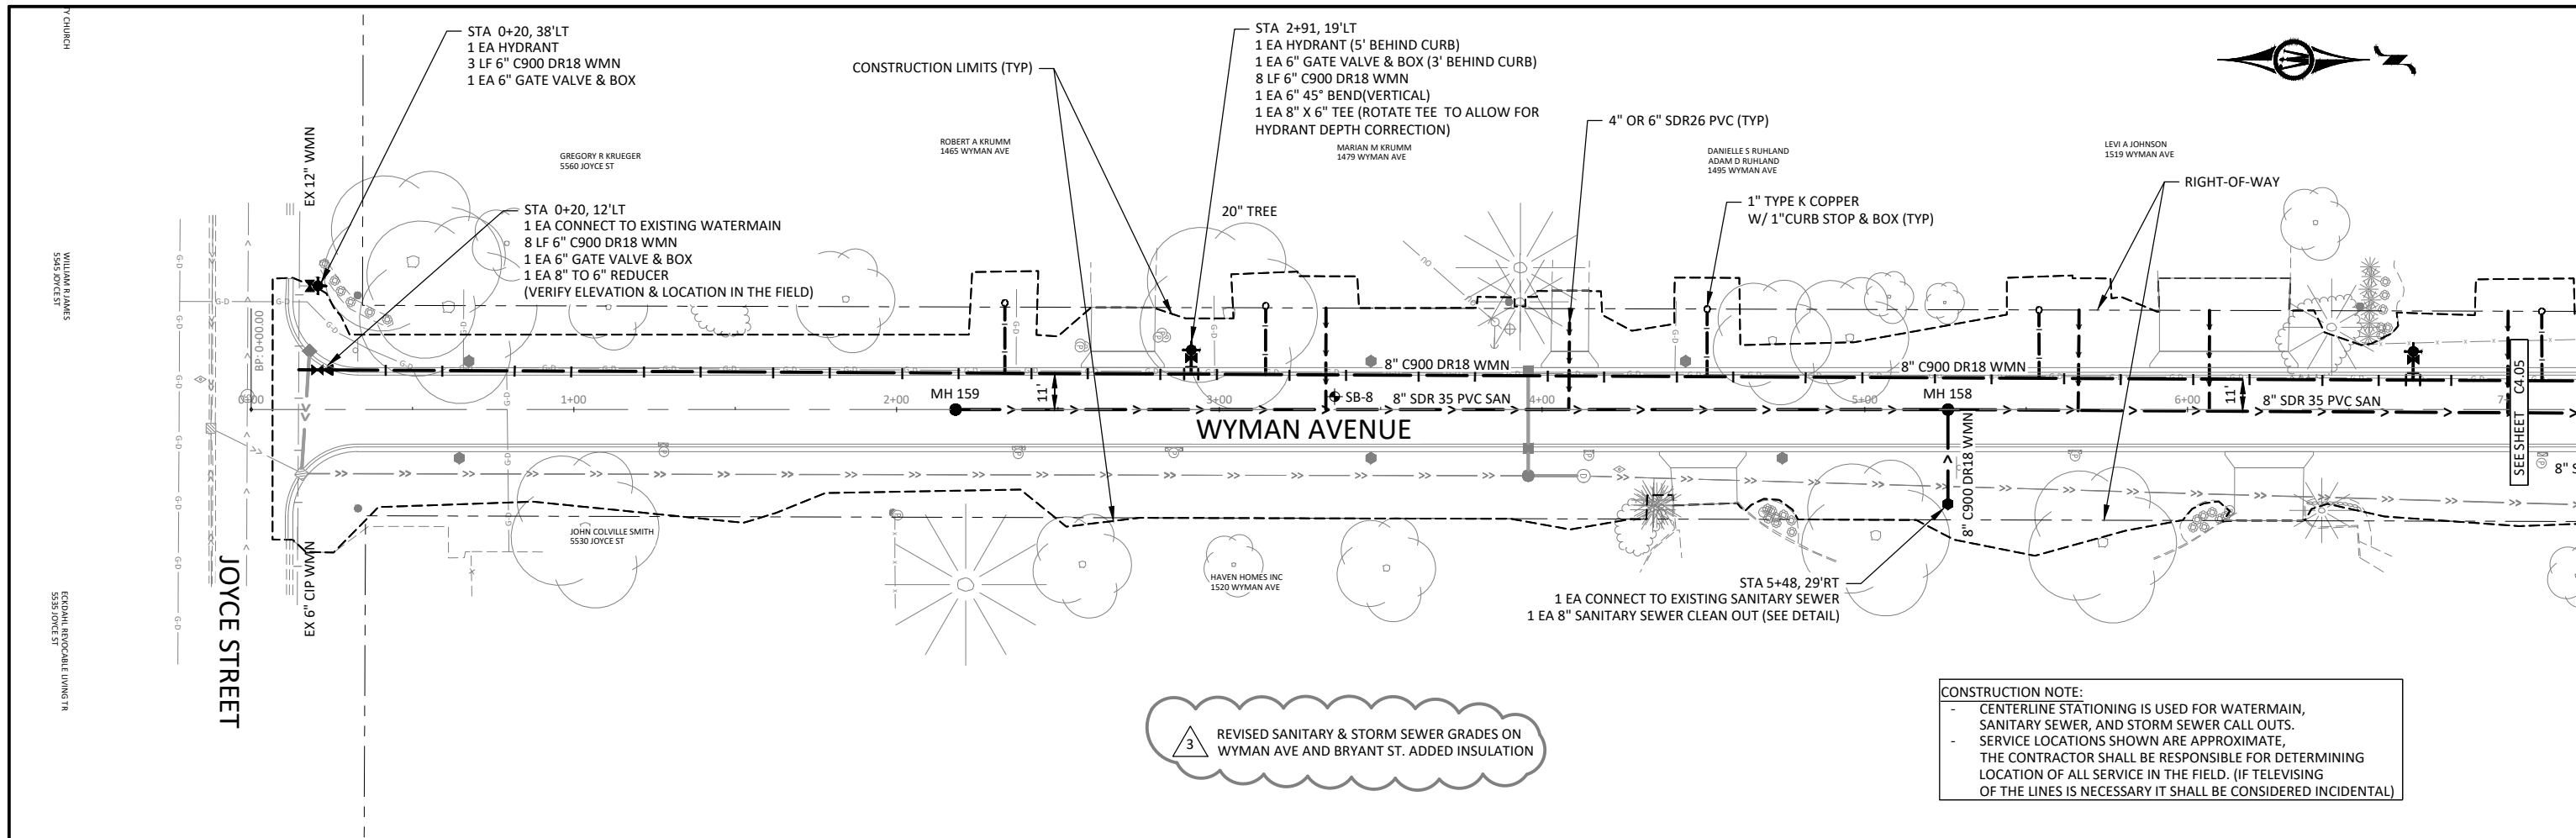 Y CHURCH
WILLIAM R JAMES
5545 JOYCE ST
ECKDAHL REVOCABLE LIVING TR
5535 JOYCE ST
JOYCE STREET
EX 12" WMN
EX 6" CIP WMN
BP: 0+00.00
STA 0+20, 38'LT
1 EA HYDRANT
3 LF 6" C900 DR18 WMN
1 EA 6" GATE VALVE & BOX
GREGORY R KRUEGER
5560 JOYCE ST
STA 0+20, 12'LT
1 EA CONNECT TO EXISTING WATERMAIN
8 LF 6" C900 DR18 WMN
1 EA 6" GATE VALVE & BOX
1 EA 8" TO 6" REDUCER
(VERIFY ELEVATION & LOCATION IN THE FIELD)
CONSTRUCTION LIMITS (TYP)
ROBERT A KRUMM
1465 WYMAN AVE
STA 2+91, 19'LT
1 EA HYDRANT (5' BEHIND CURB)
1 EA 6" GATE VALVE & BOX (3' BEHIND CURB)
8 LF 6" C900 DR18 WMN
1 EA 6" 45° BEND(VERTICAL)
1 EA 8" X 6" TEE (ROTATE TEE TO ALLOW FOR
HYDRANT DEPTH CORRECTION)
MARIAN M KRUMM
1479 WYMAN AVE
20" TREE
4" OR 6" SDR26 PVC (TYP)
DANIELLE S RUHLAND
ADAM D RUHLAND
1495 WYMAN AVE
1" TYPE K COPPER
W/ 1"CURB STOP & BOX (TYP)
LEVI A JOHNSON
1519 WYMAN AVE
RIGHT-OF-WAY
8" C900 DR18 WMN
8" C900 DR18 WMN
0+00
1+00
2+00
3+00
4+00
5+00
6+00
MH 159
11'
SB-8
8" SDR 35 PVC SAN
MH 158
11'
8" SDR 35 PVC SAN
WYMAN AVENUE
8" C900 DR18 WMN
SEE SHEET C4.05
8" S
JOHN COLVILLE SMITH
5530 JOYCE ST
HAVEN HOMES INC
1520 WYMAN AVE
STA 5+48, 29'RT
1 EA CONNECT TO EXISTING SANITARY SEWER
1 EA 8" SANITARY SEWER CLEAN OUT (SEE DETAIL)
3
REVISED SANITARY & STORM SEWER GRADES ON
WYMAN AVE AND BRYANT ST. ADDED INSULATION
CONSTRUCTION NOTE:
- CENTERLINE STATIONING IS USED FOR WATERMAIN,
SANITARY SEWER, AND STORM SEWER CALL OUTS.
- SERVICE LOCATIONS SHOWN ARE APPROXIMATE,
THE CONTRACTOR SHALL BE RESPONSIBLE FOR DETERMINING
LOCATION OF ALL SERVICE IN THE FIELD. (IF TELEVISING
OF THE LINES IS NECESSARY IT SHALL BE CONSIDERED INCIDENTAL)